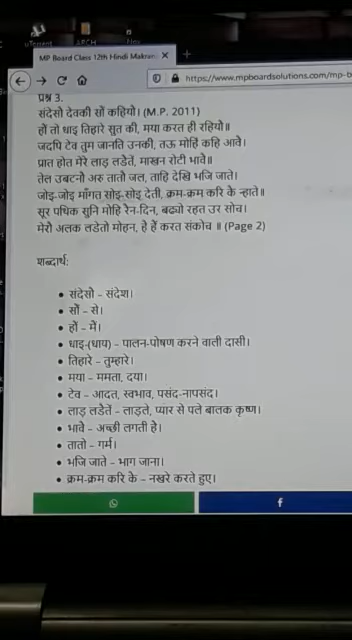 uTorrent ARCH Hex
MP Board Class 12th Hindi Makran
https://www.mpboardsolutions.com/mp-b
प्रश्न 3.
संदेसो देवकी सों कहियो। (M.P. 2011)
हों तो धाइ तिहारे सुत की, मया करत ही रहियो॥
जदपि टेव तुम जानति उनकी, तऊ मोहिं कहि आवै।
प्रात होत मेरे लाड़ लड़ैतें, माखन रोटी भावै॥
तेल उबटनौ अरु तातो जल, ताहि देखि भजि जाते।
जोइ-जोइ माँगत सोइ-सोइ देती, क्रम-क्रम करि के न्हाते॥
सूर पथिक सुनि मोहि रैन-दिन, बढ्यो रहत उर सोच।
मेरौ अलक लडेतो मोहन, हे हें करत संकोच ॥ (Page 2)
शब्दार्थ:
• संदेसो – संदेश।
• सों – से।
• हों – में।
• धाइ-(धाय) – पालन-पोषण करने वाली दासी।
• तिहारे – तुम्हारे।
• मया – ममता, दया।
• टेव – आदत, स्वभाव, पसंद-नापसंद।
• लाड़ लडैतें – लाड़ले, प्यार से पले बालक कृष्ण।
• भावै – अच्छी लगती है।
• तातो – गर्म।
• भजि जाते – भाग जाना।
• क्रम-क्रम करि के – नखरे करते हुए।
f